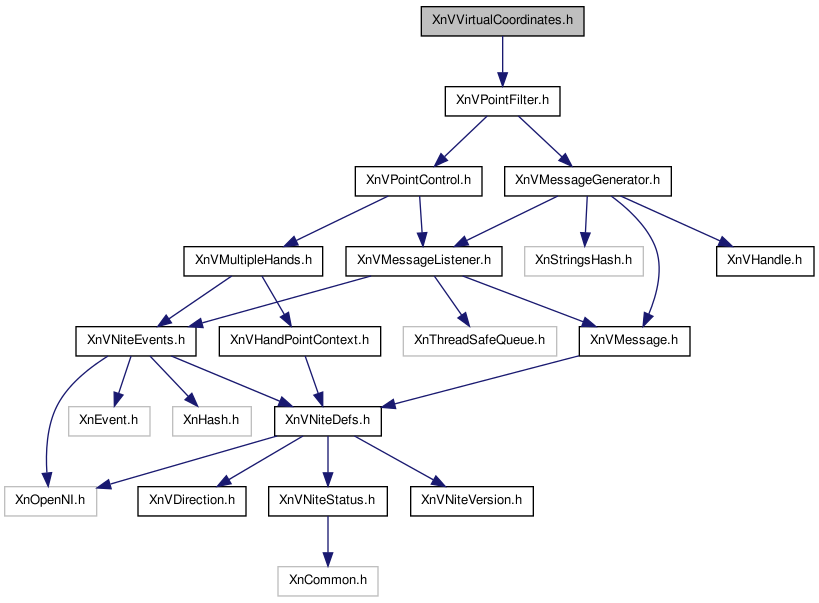 XnVVirtualCoordinates.h
XnVPointFilter.h
XnVPointControl.h
XnVMessageGenerator.h
XnVMultipleHands.h
XnVMessageListener.h
XnStringsHash.h
XnVHandle.h
XnVNiteEvents.h
XnVHandPointContext.h
XnThreadSafeQueue.h
XnVMessage.h
XnEvent.h
XnHash.h
XnVNiteDefs.h
XnOpenNI.h
XnVDirection.h
XnVNiteStatus.h
XnVNiteVersion.h
XnCommon.h